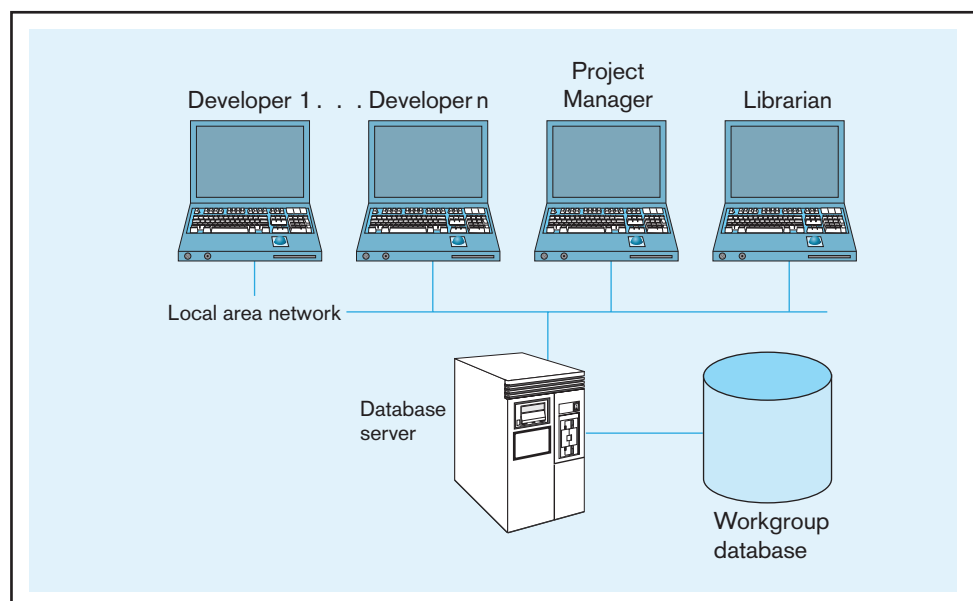 Developer 1 . . . Developer n
Project
Manager
Librarian
Local area network
Database
server
Workgroup
database